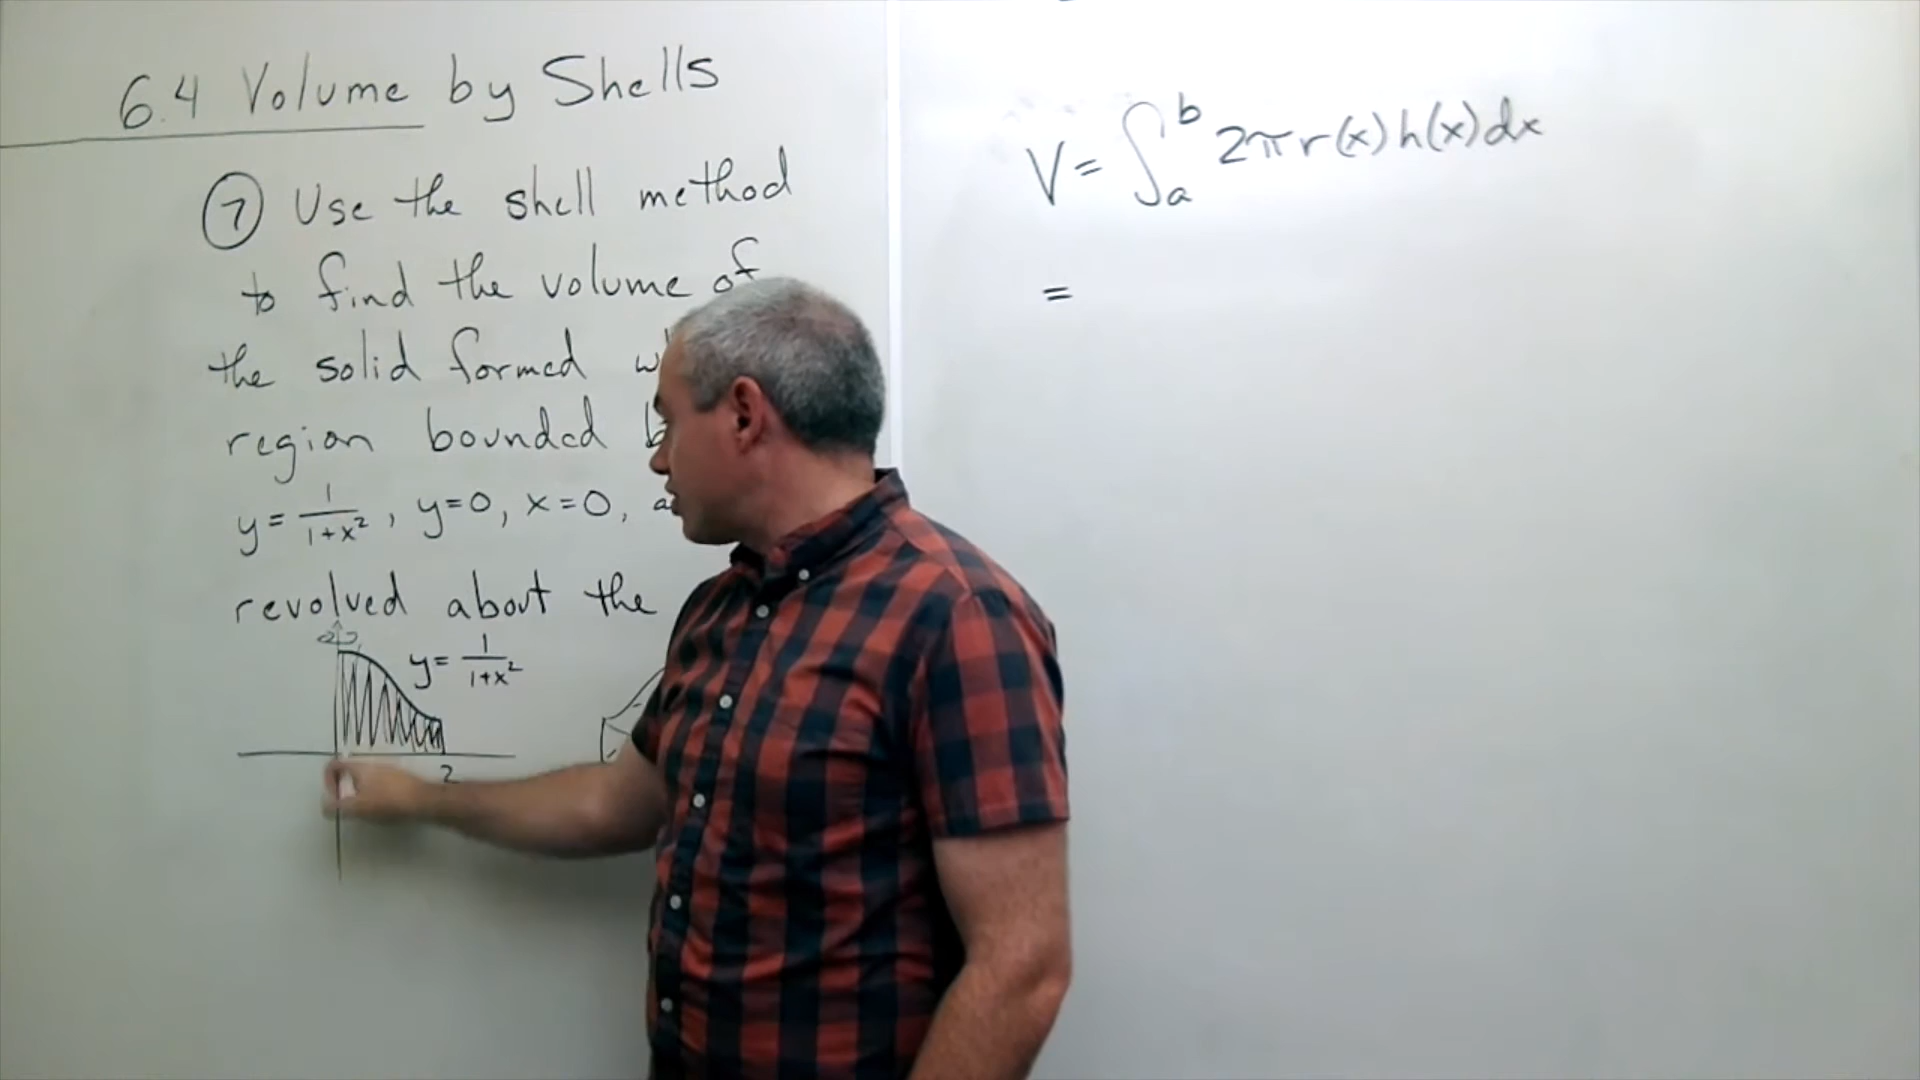 6.4 Volume by Shells
7 Use the shell method
to find the volume of
the solid formed
region bounded
y = 1/(1+x²), y=0, x=0,
revolved about the
y = 1/(1+x²)
2
V = ∫_a^b 2πr(x)h(x)dx
=